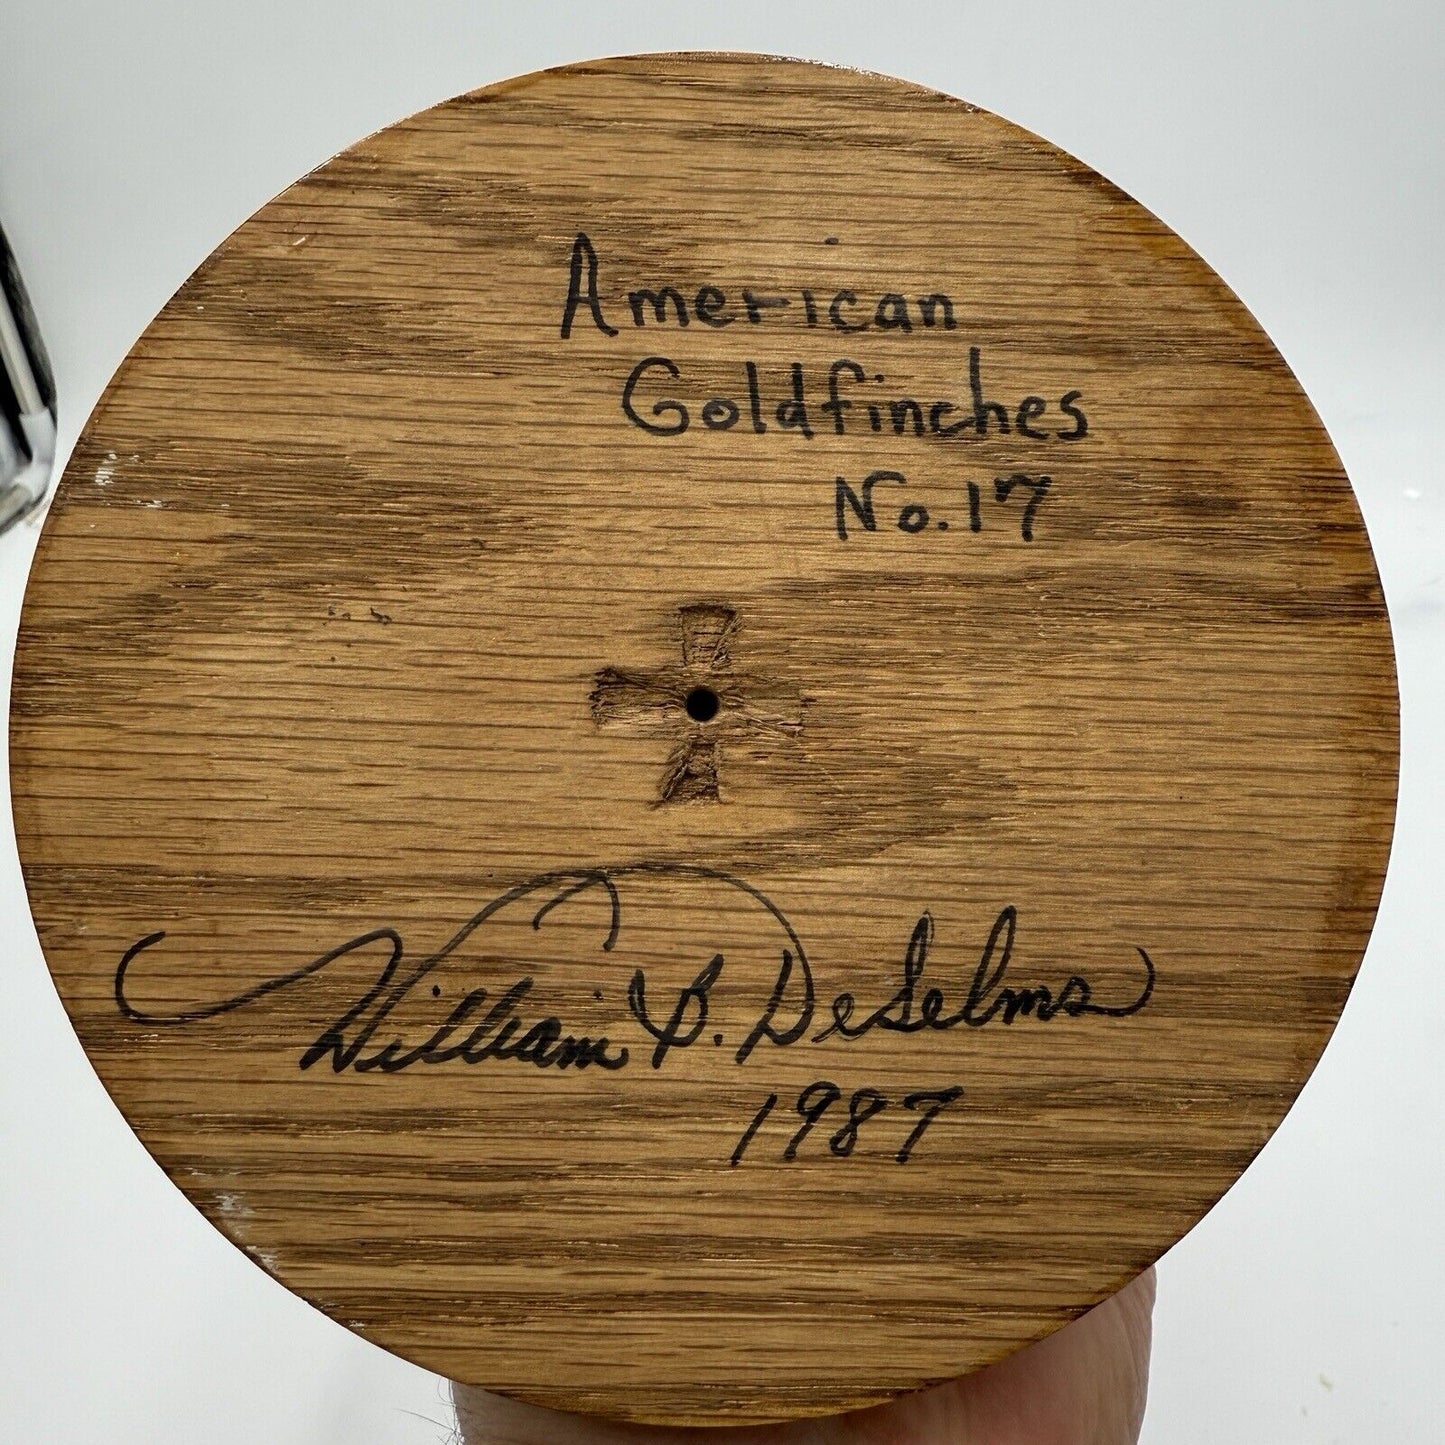 American
Goldfinches
No. 17
William B. DeSelms
1987